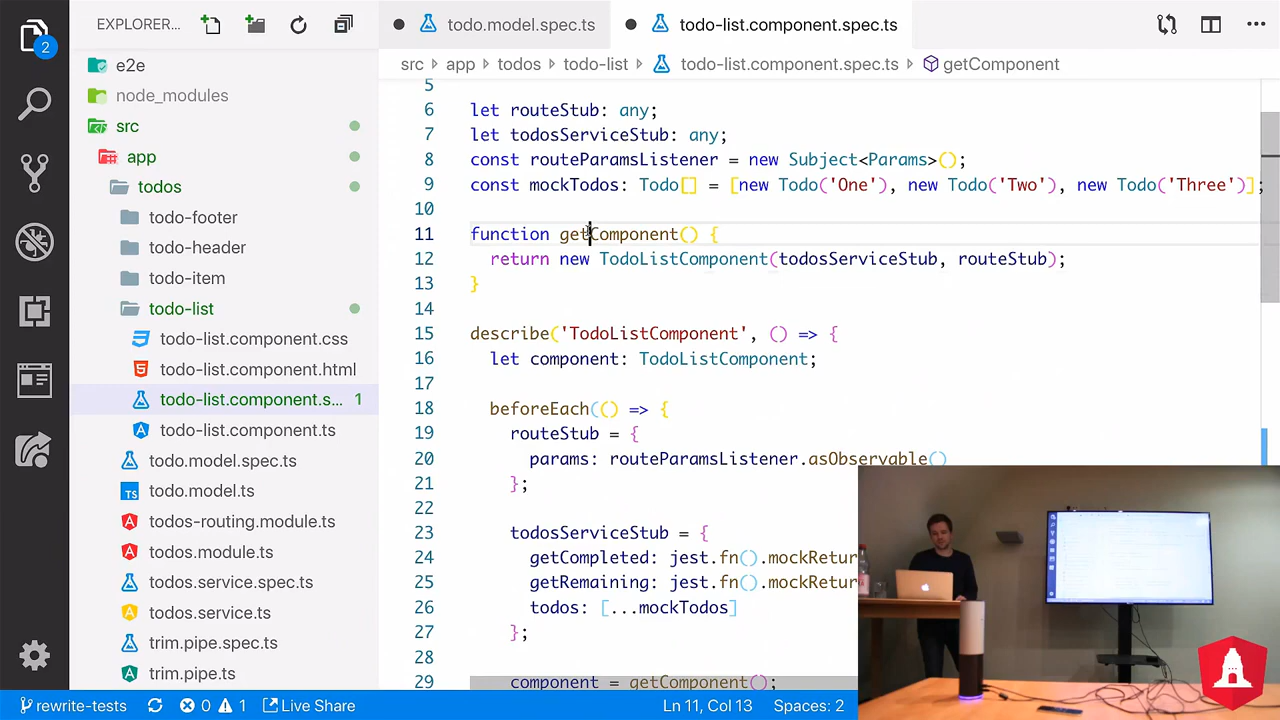 EXPLORER...
todo.model.spec.ts
todo-list.component.spec.ts
src > app > todos > todo-list > todo-list.component.spec.ts > getComponent
2
e2e
node_modules
src
app
todos
todo-footer
todo-header
todo-item
todo-list
todo-list.component.css
todo-list.component.html
todo-list.component.s... 1
todo-list.component.ts
todo.model.spec.ts
todo.model.ts
todos-routing.module.ts
todos.module.ts
todos.service.spec.ts
todos.service.ts
trim.pipe.spec.ts
trim.pipe.ts
5
6 let routeStub: any;
7 let todosServiceStub: any;
8 const routeParamsListener = new Subject<Params>();
9 const mockTodos: Todo[] = [new Todo('One'), new Todo('Two'), new Todo('Three')];
10
11 function getComponent() {
12 return new TodoListComponent(todosServiceStub, routeStub);
13 }
14
15 describe('TodoListComponent', () => {
16 let component: TodoListComponent;
17
18 beforeEach(() => {
19 routeStub = {
20 params: routeParamsListener.asObservable()
21 };
22
23 todosServiceStub = {
24 getCompleted: jest.fn().mockRetur
25 getRemaining: jest.fn().mockRetur
26 todos: [...mockTodos]
27 };
28
29 component = getComponent();
rewrite-tests 0 1 Live Share Ln 11, Col 13 Spaces: 2